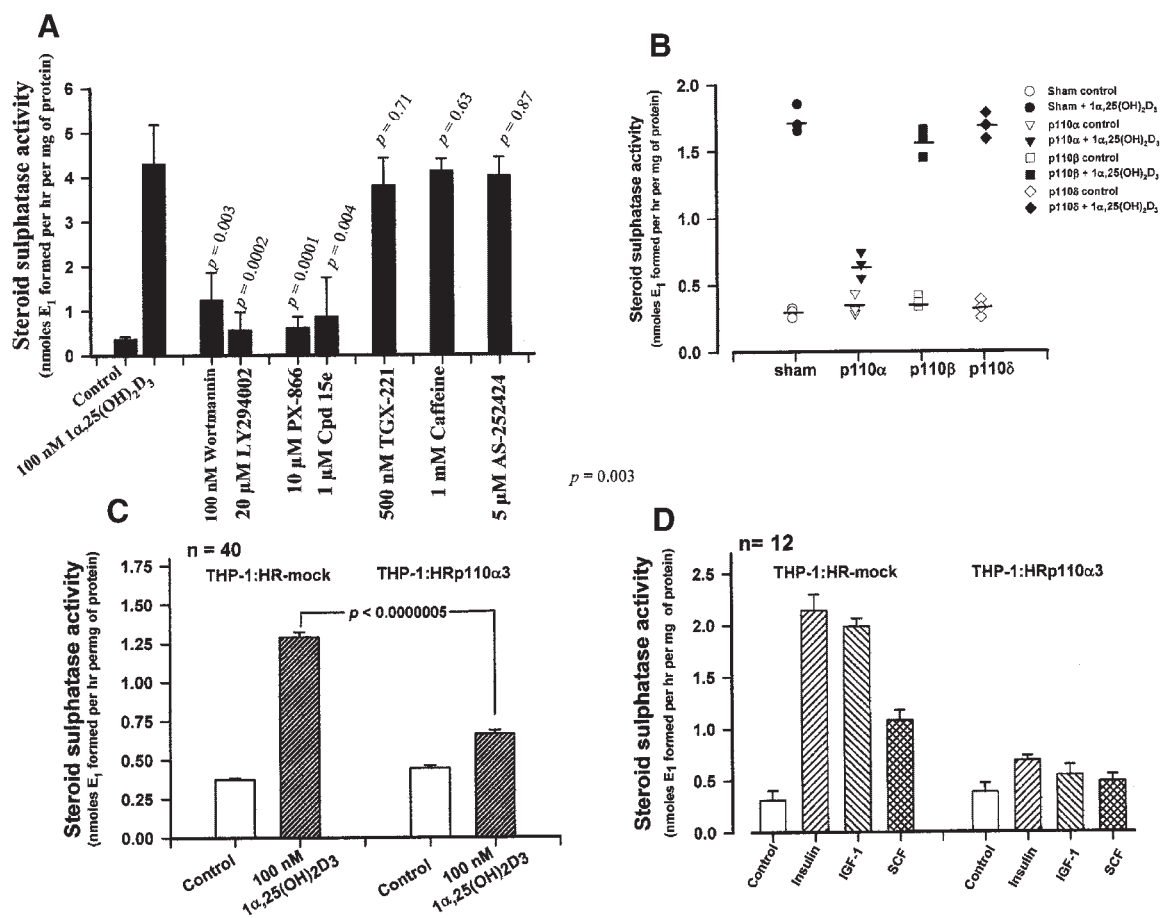 A
Steroid sulphatase activity
(nmoles E1 formed per hr per mg of protein)
6
5
4
3
2
1
0
p = 0.003
p = 0.0002
p = 0.0001
p = 0.004
p = 0.71
p = 0.63
p = 0.87
Control
100 nM 1α,25(OH)2D3
100 nM Wortmannin
20 µM LY294002
10 µM PX-866
1 µM Cpd 15e
500 nM TGX-221
1 mM Caffeine
5 µM AS-252424
B
Steroid sulphatase activity
(nmoles E1 formed per hr per mg of protein)
2.0
1.5
1.0
0.5
0.0
sham
p110α
p110β
p110δ
Sham control
Sham + 1α,25(OH)2D3
p110α control
p110α + 1α,25(OH)2D3
p110β control
p110β + 1α,25(OH)2D3
p110δ control
p110δ + 1α,25(OH)2D3
p = 0.003
C
n = 40
THP-1:HR-mock
THP-1:HRp110α3
Steroid sulphatase activity
(nmoles E1 formed per hr permg of protein)
1.75
1.50
1.25
1.00
0.75
0.50
0.25
0.00
p < 0.0000005
Control
100 nM
1α,25(OH)2D3
Control
100 nM
1α,25(OH)2D3
D
n= 12
THP-1:HR-mock
THP-1:HRp110α3
Steroid sulphatase activity
(nmoles E1 formed per hr per mg of protein)
2.5
2.0
1.5
1.0
0.5
0.0
Control
Insulin
IGF-1
SCF
Control
Insulin
IGF-1
SCF